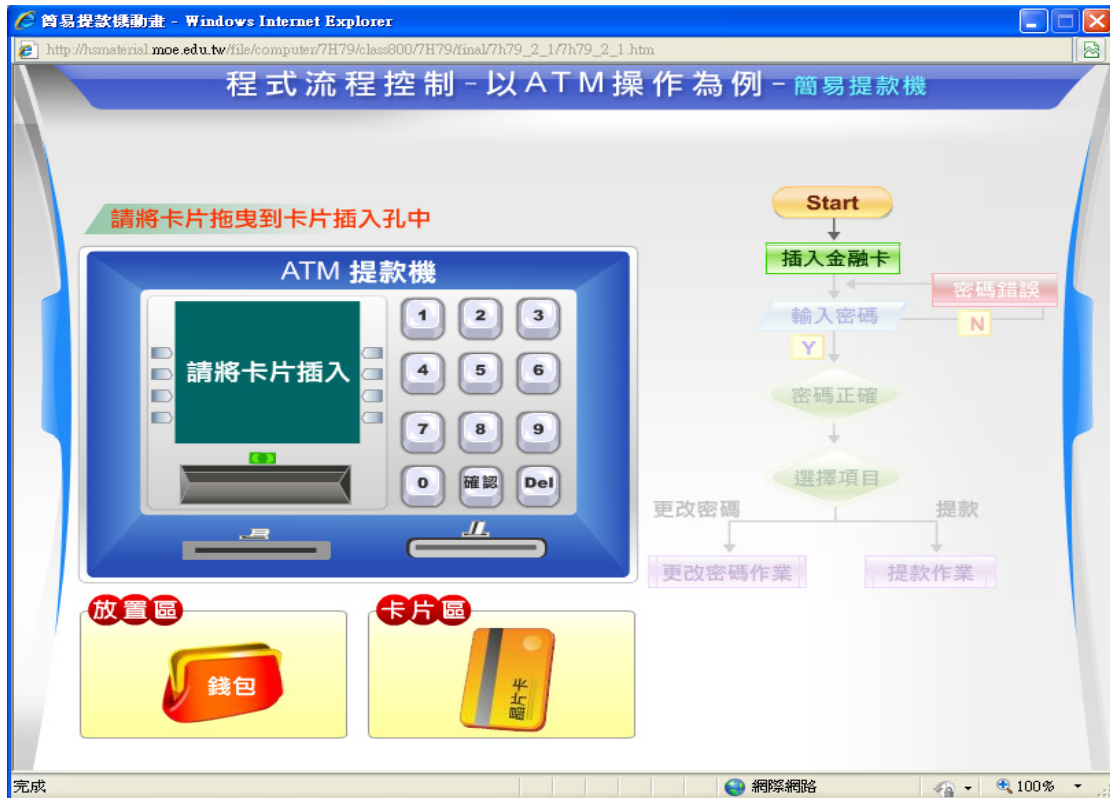 簡易提款機動畫 - Windows Internet Explorer
http://hsmaterial.moe.edu.tw/file/computer/7H79/class800/7H79/final/7h79_2_1/7h79_2_1.htm
程式流程控制-以ATM操作為例-簡易提款機
請將卡片拖曳到卡片插入孔中
ATM 提款機
請將卡片插入
1 2 3
4 5 6
7 8 9
0 確認 Del
放置區
錢包
卡片區
晶片卡
Start
插入金融卡
密碼錯誤
輸入密碼
N
Y
密碼正確
選擇項目
更改密碼 提款
更改密碼作業 提款作業
完成 網際網路 100%